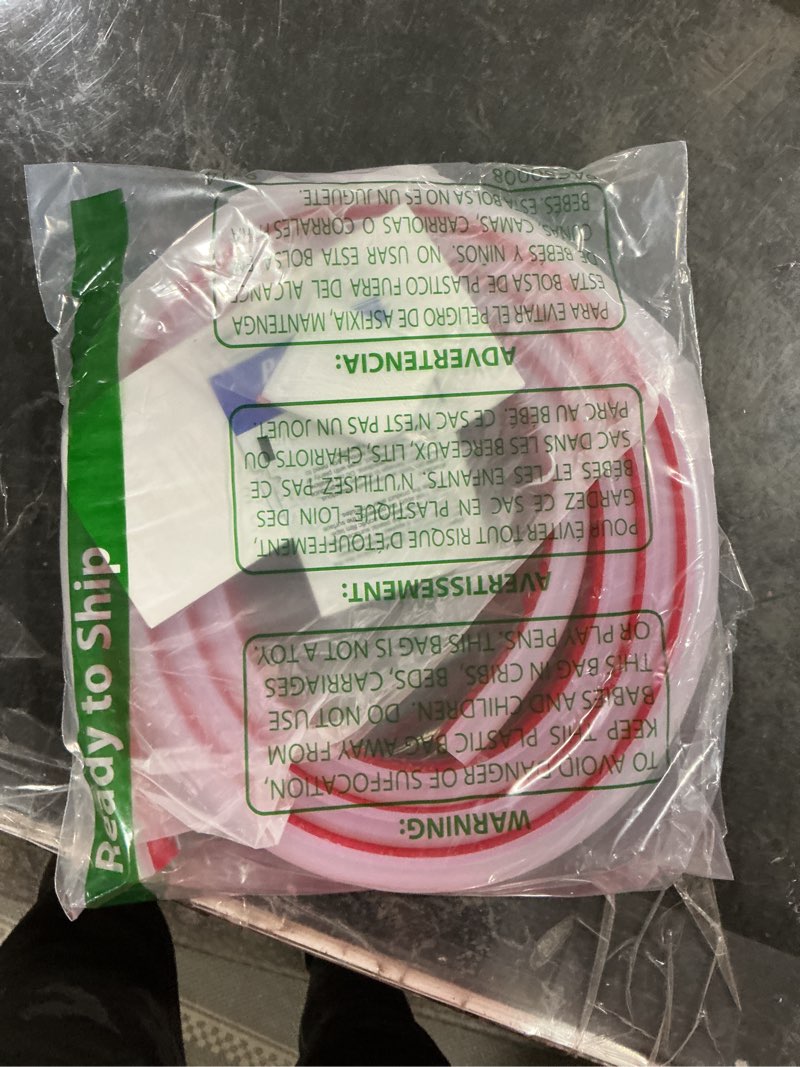 WARNING:
TO AVOID DANGER OF SUFFOCATION,
KEEP THIS PLASTIC BAG AWAY FROM
BABIES AND CHILDREN. DO NOT USE
THIS BAG IN CRIBS, BEDS, CARRIAGES
OR PLAY PENS. THIS BAG IS NOT A TOY.
AVERTISSEMENT:
POUR ÉVITER TOUT RISQUE D'ÉTOUFFEMENT,
GARDEZ CE SAC EN PLASTIQUE LOIN DES
BÉBÉS ET LES ENFANTS. N'UTILISEZ PAS CE
SAC DANS LES BERCEAUX, LITS, CHARIOTS OU
PARC AU BEBÉ. CE SAC N'EST PAS UN JOUET.
ADVERTENCIA:
PARA EVITAR EL PELIGRO DE ASFIXIA, MANTENGA
ESTA BOLSA DE PLASTICO FUERA DEL ALCANCE
DE BEBÉS Y NINOS. NO USAR ESTA BOLSA
CUNAS, CAMAS, CARRIOLAS O CORRALES
BEBÉS. ESTA BOLSA NO ES UN JUGUETE.
Ready to Ship